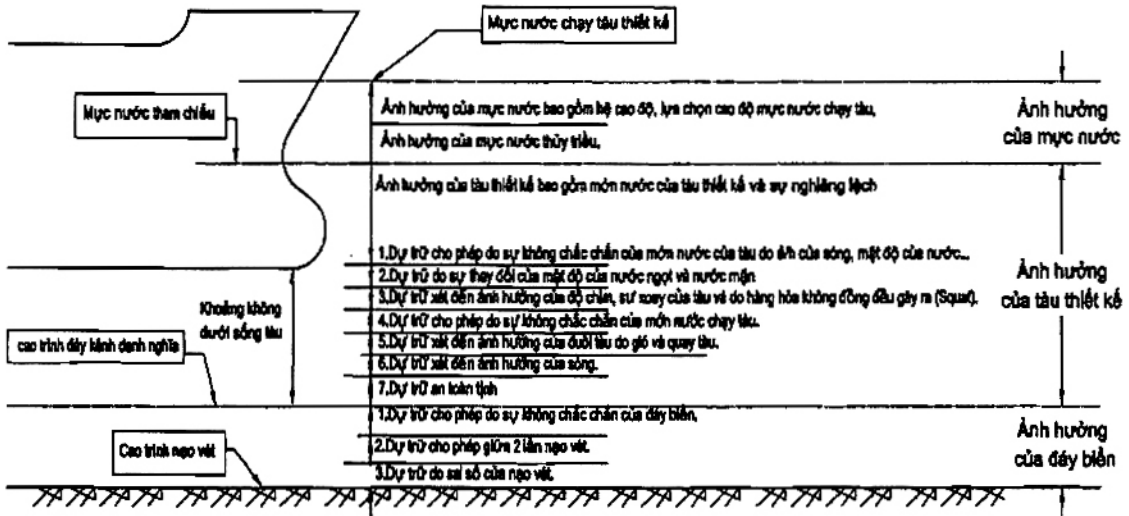 Mực nước chạy tàu thiết kế
Mực nước tham chiếu
Ảnh hưởng của mực nước bao gồm hệ cao độ, lựa chọn cao độ mực nước chạy tàu,
Ảnh hưởng của mực nước thủy triều,
Ảnh hưởng
của mực nước
Ảnh hưởng của tàu thiết kế bao gồm món nước của tàu thiết kế và sự nghiêng lệch
1.Dự trữ cho phép do sự không chắc chắn của món nước của tàu do ả/h của sóng, mật độ của nước...
2.Dự trữ do sự thay đổi của mật độ của nước ngọt và nước mặn
3.Dự trữ xét đến ảnh hưởng của độ chìm, sự xoay của tàu và do hàng hóa không đồng đều gây ra (Squat).
4.Dự trữ cho phép do sự không chắc chắn của món nước chạy tàu.
5.Dự trữ xét đến ảnh hưởng của đuôi tàu do gió và quay tàu.
6.Dự trữ xét đến ảnh hưởng của sóng.
7.Dự trữ an toàn tịnh
Khoảng không
dưới sống tàu
Ảnh hưởng
của tàu thiết kế
cao trình đáy kênh danh nghĩa
1.Dự trữ cho phép do sự không chắc chắn của đáy biển,
2.Dự trữ cho phép giữa 2 lần nạo vét.
3.Dự trữ do sai số của nạo vét.
Cao trình nạo vét
Ảnh hưởng
của đáy biển